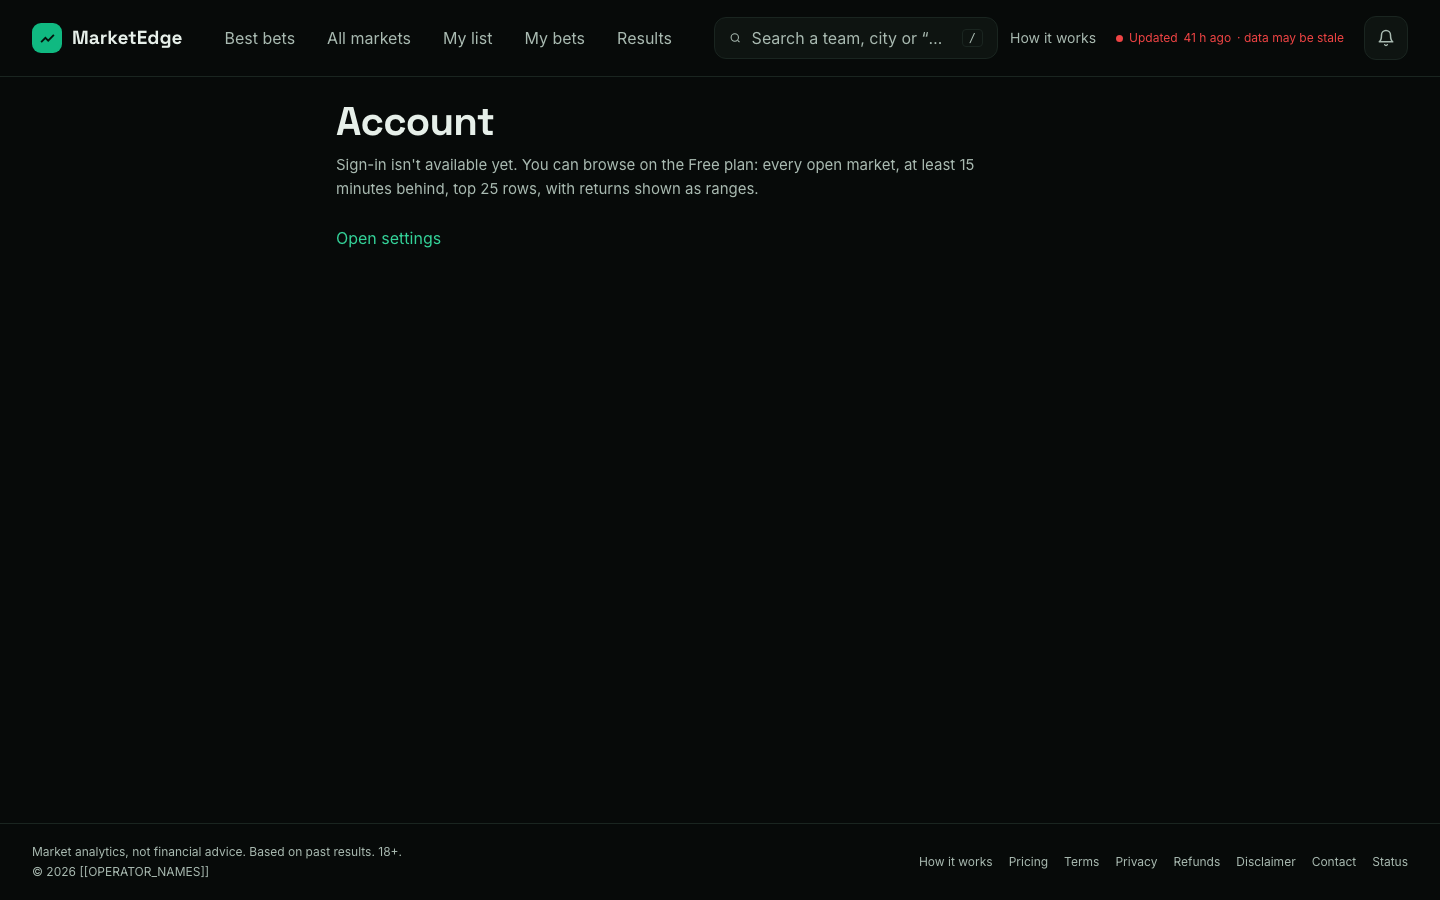 MarketEdge
Best bets
All markets
My list
My bets
Results
Search a team, city or “…
/
How it works
Updated 41 h ago · data may be stale
Account
Sign-in isn't available yet. You can browse on the Free plan: every open market, at least 15
minutes behind, top 25 rows, with returns shown as ranges.
Open settings
Market analytics, not financial advice. Based on past results. 18+.
© 2026 [[OPERATOR_NAMES]]
How it works
Pricing
Terms
Privacy
Refunds
Disclaimer
Contact
Status